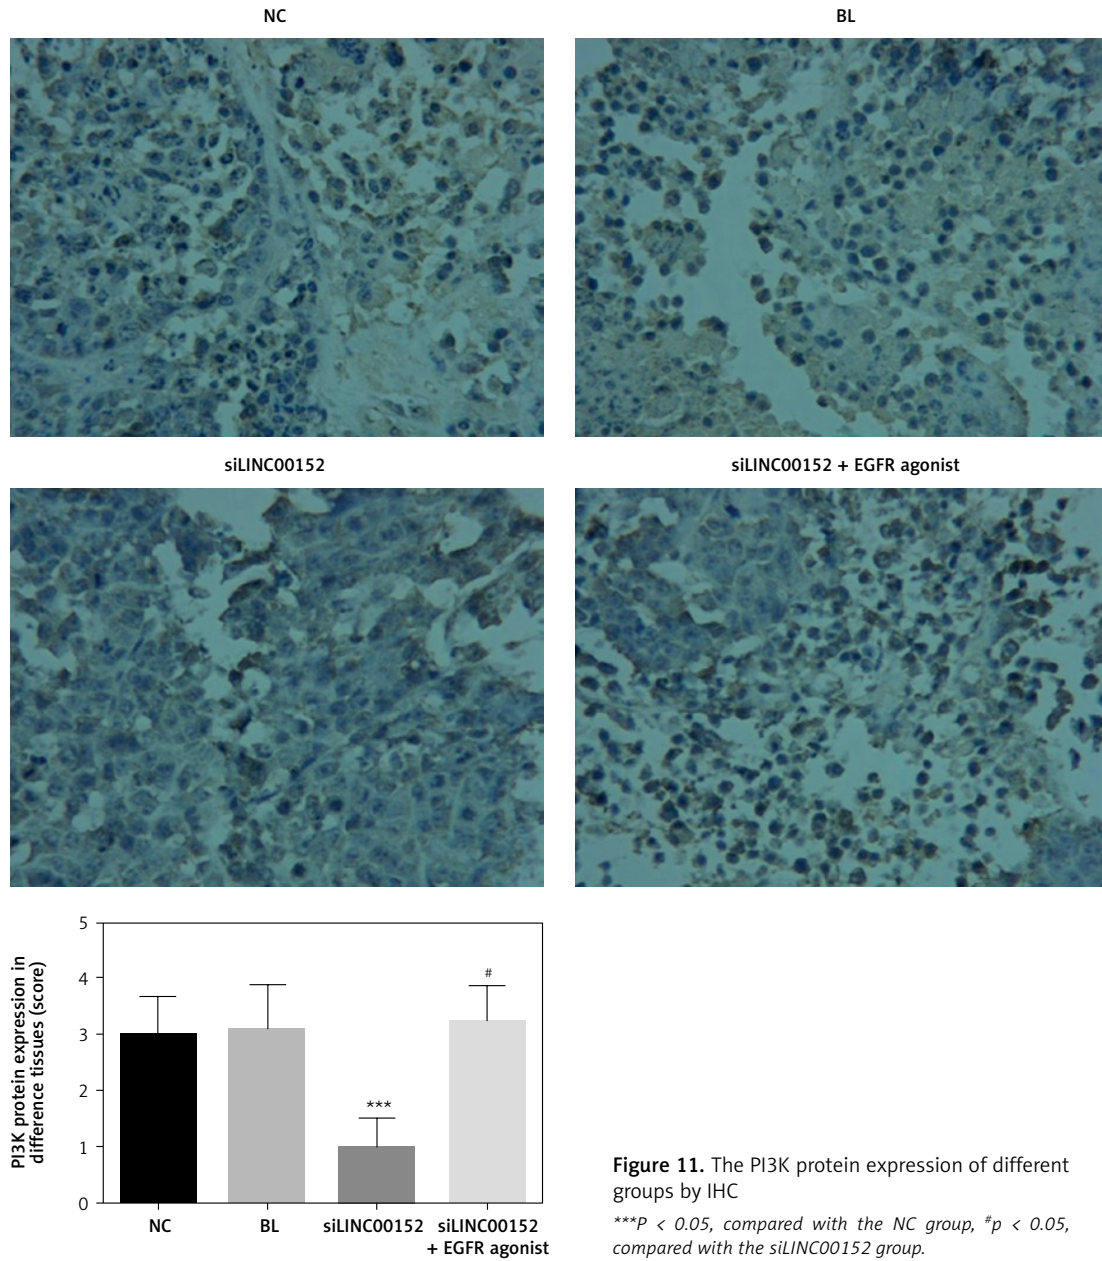 NC
BL
siLINC00152
siLINC00152 + EGFR agonist
PI3K protein expression in
difference tissues (score)
5
4
3
2
1
0
***
#
NC
BL
siLINC00152
siLINC00152
+ EGFR agonist
Figure 11. The PI3K protein expression of different
groups by IHC
***P < 0.05, compared with the NC group, #p < 0.05,
compared with the siLINC00152 group.